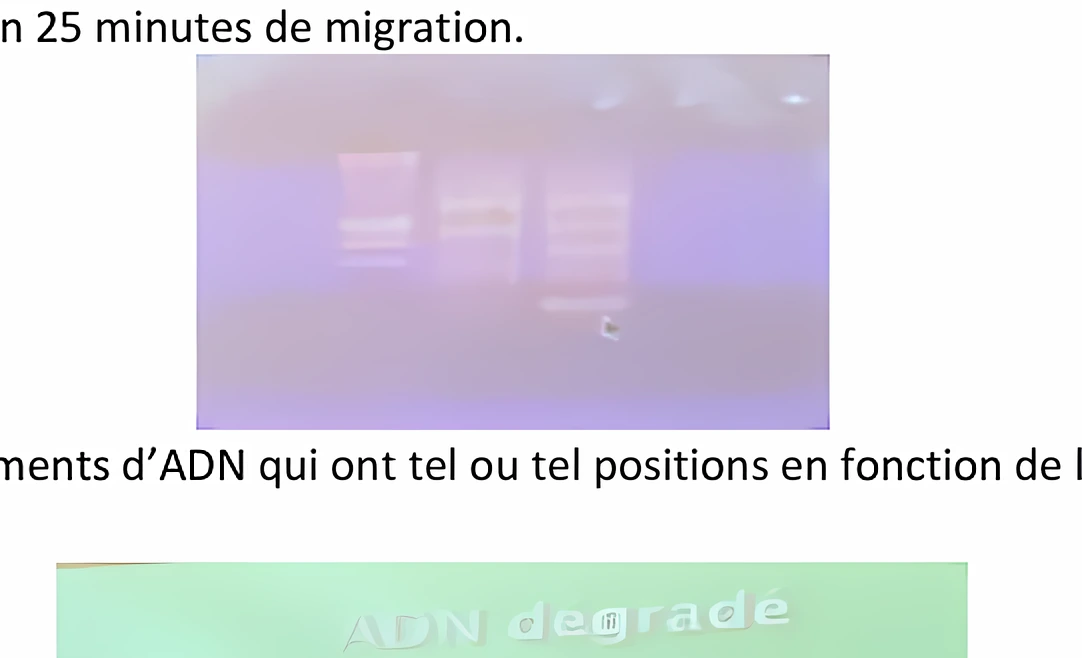 n 25 minutes de migration.
ments d’ADN qui ont tel ou tel positions en fonction de l
ADN degradé